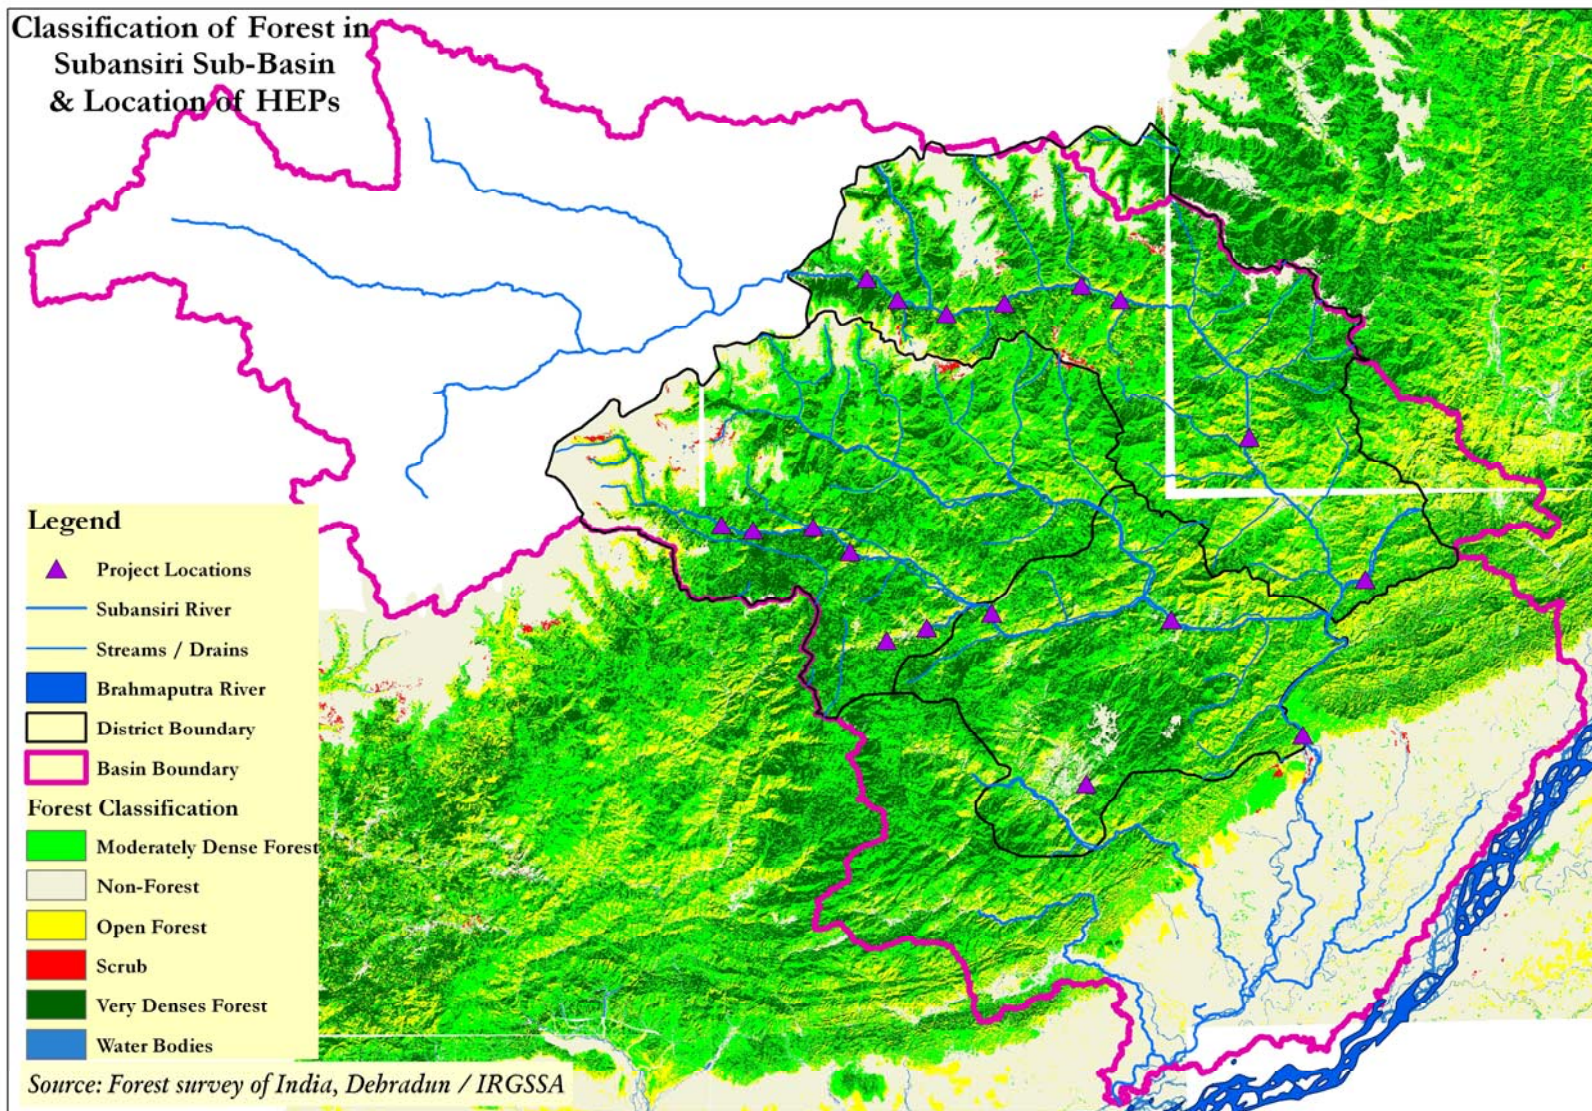 Classification of Forest in
Subansiri Sub-Basin
& Location of HEPs
Legend
Project Locations
Subansiri River
Streams / Drains
Brahmaputra River
District Boundary
Basin Boundary
Forest Classification
Moderately Dense Forest
Non-Forest
Open Forest
Scrub
Very Denses Forest
Water Bodies
Source: Forest survey of India, Dehradun / IRGSSA